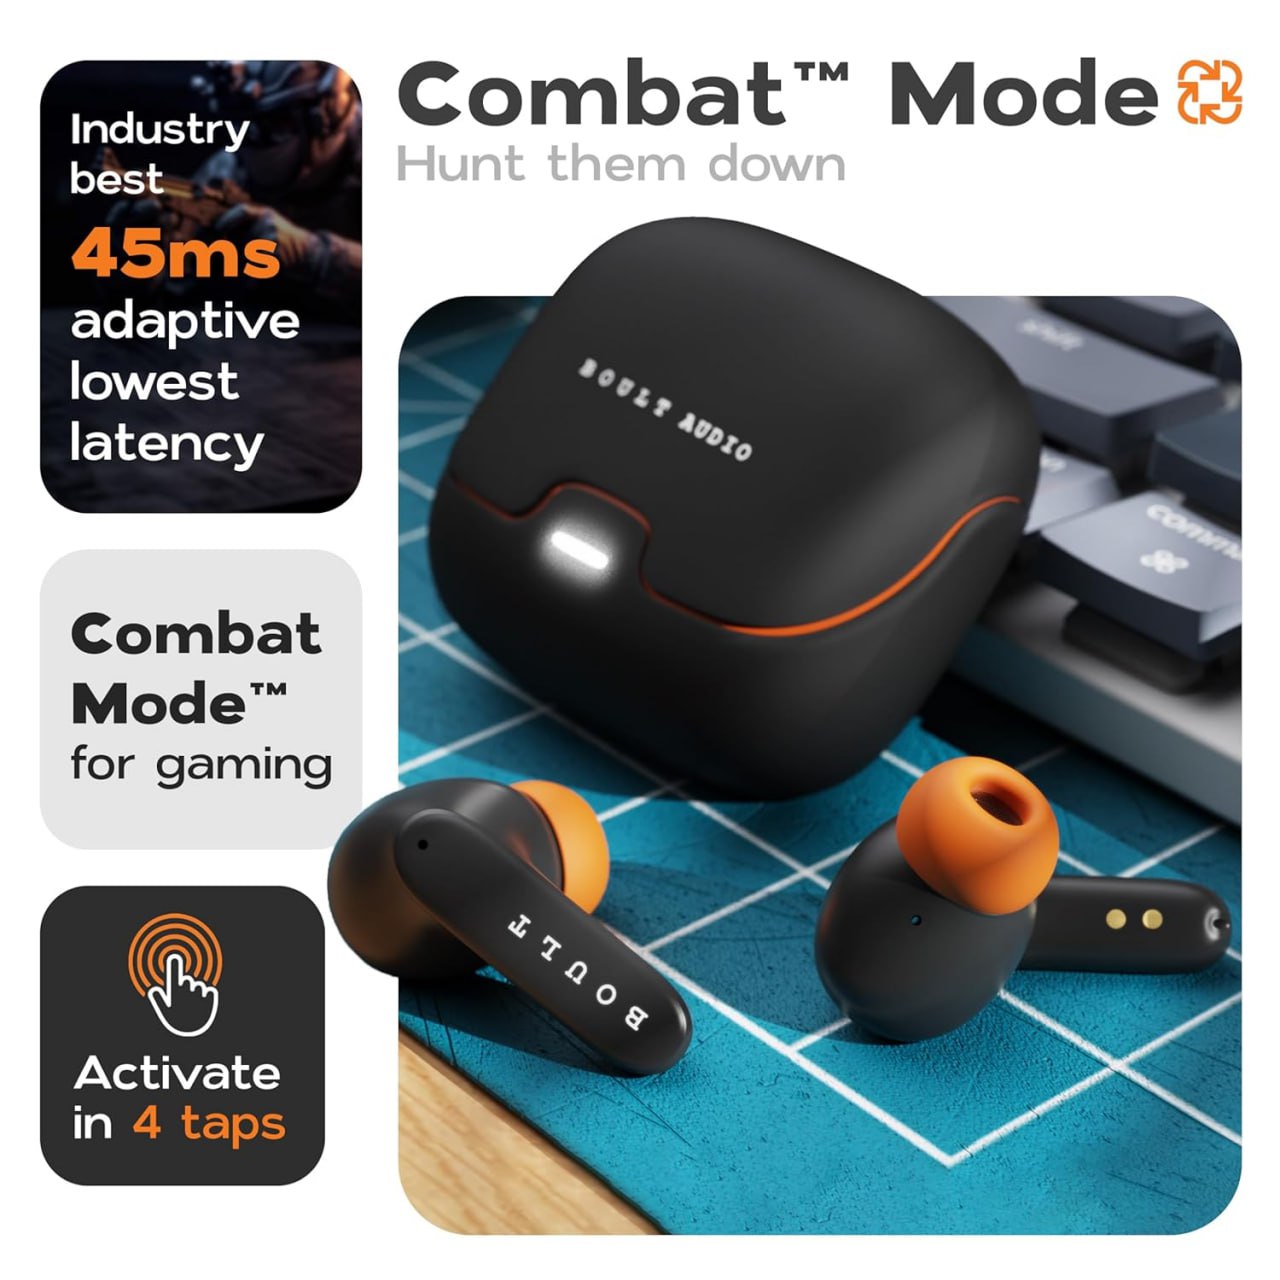 Combat™ Mode
Hunt them down
Industry
best
45ms
adaptive
lowest
latency
Combat
Mode™
for gaming
Activate
in 4 taps
BOULT AUDIO
shift
BOULT